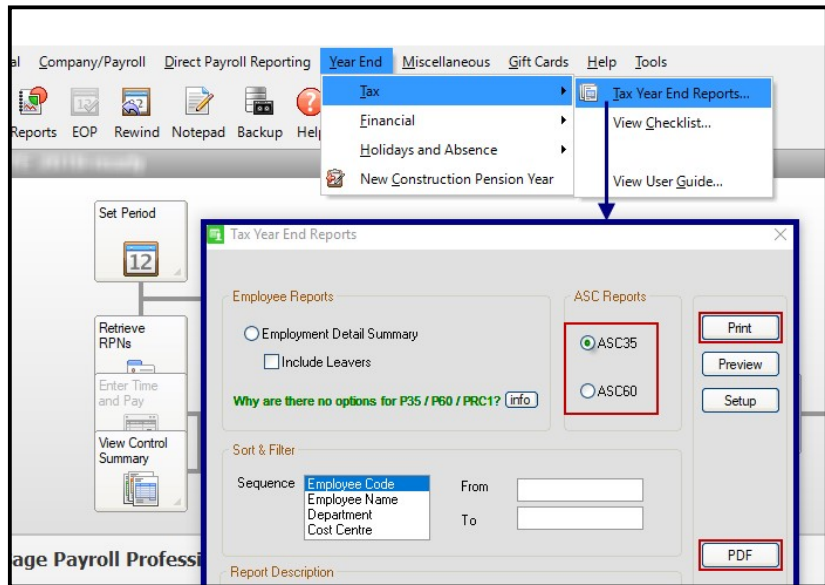 al Company/Payroll Direct Payroll Reporting Year End Miscellaneous Gift Cards Help Tools
Reports EOP Rewind Notepad Backup Help
Tax
Financial
Holidays and Absence
New Construction Pension Year
Tax Year End Reports...
View Checklist...
View User Guide...
Set Period
12
Retrieve
RPNs
Enter Time
and Pay
View Control
Summary
Tax Year End Reports
Employee Reports
Employment Detail Summary
Include Leavers
Why are there no options for P35 / P60 / PRC1? info
ASC Reports
ASC35
ASC60
Print
Preview
Setup
Sort & Filter
Sequence Employee Code
Employee Name
Department
Cost Centre
From
To
PDF
Report Description
age Payroll Professi